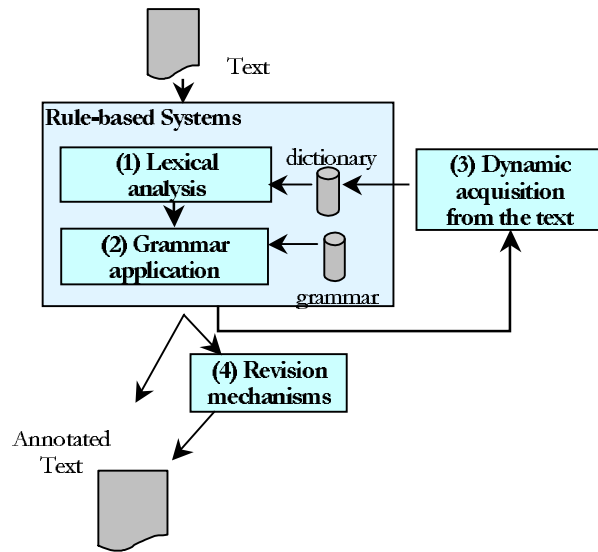 Text
Rule-based Systems
(1) Lexical
analysis
dictionary
(3) Dynamic
acquisition
from the text
(2) Grammar
application
grammar
(4) Revision
mechanisms
Annotated
Text